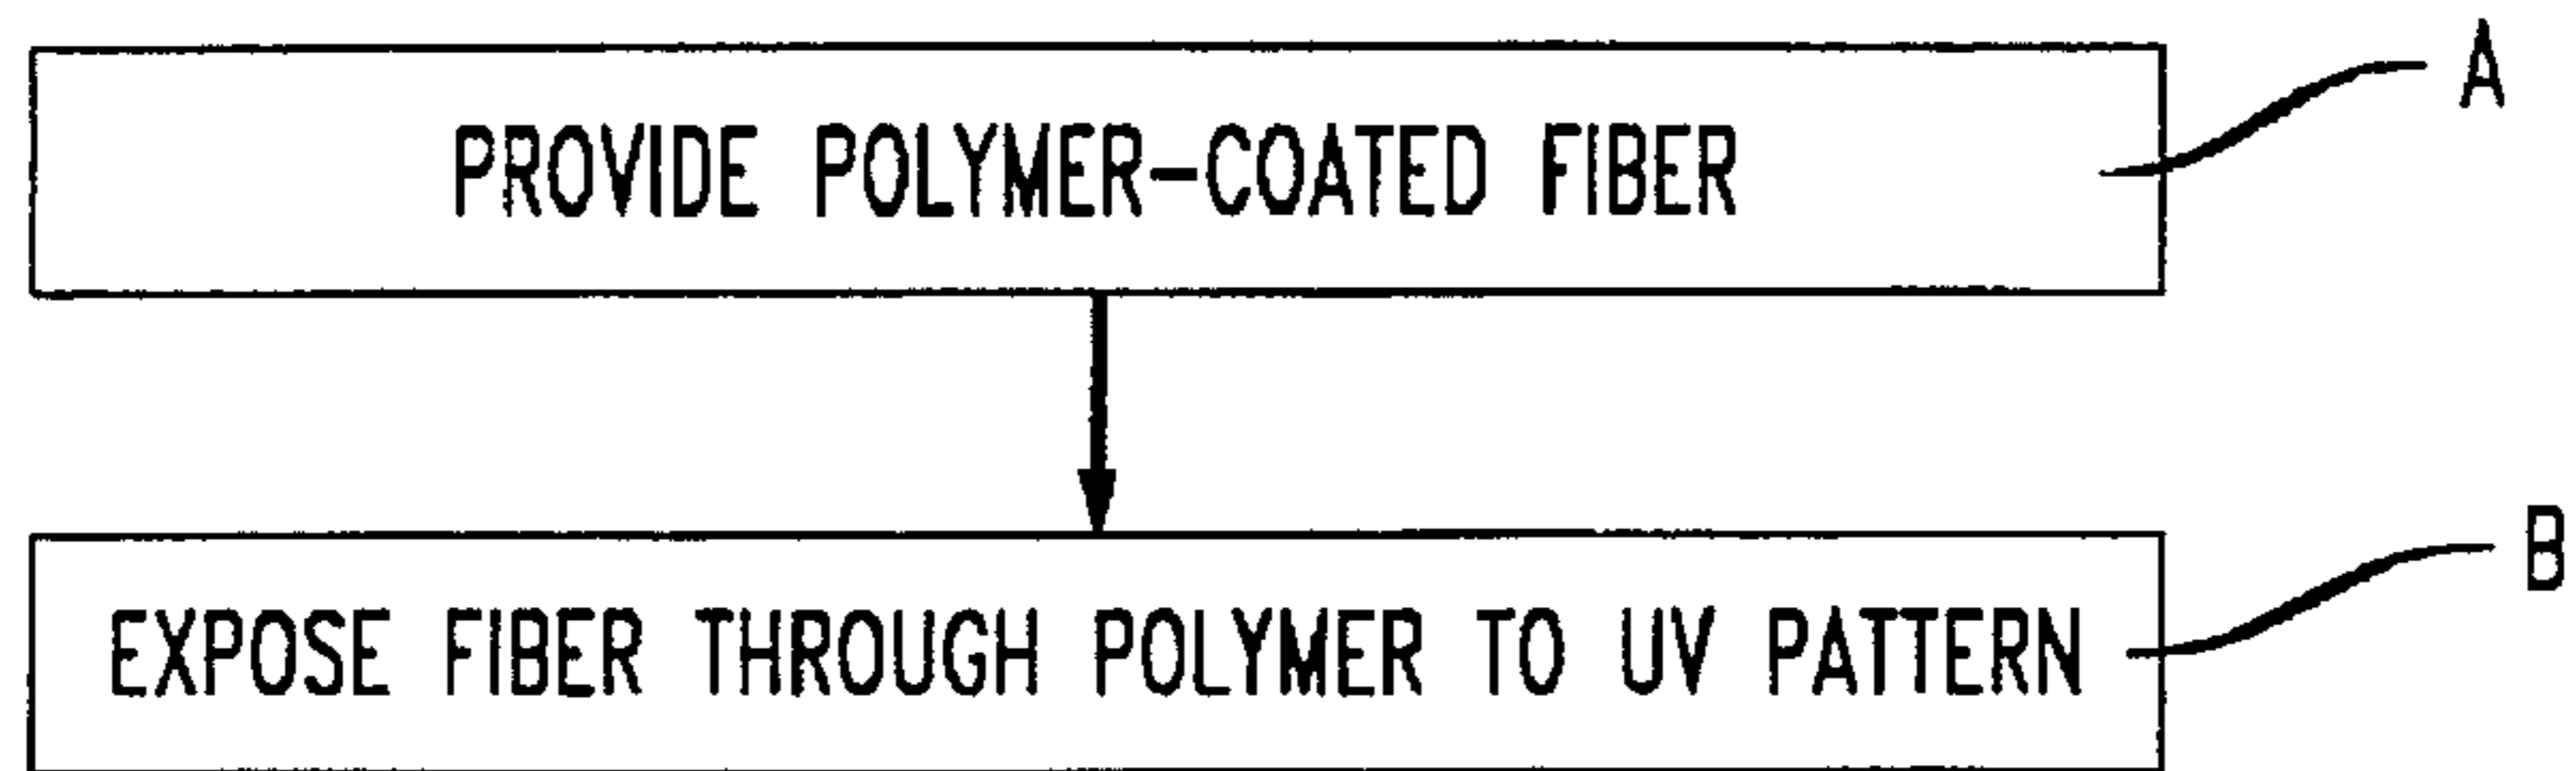 PROVIDE POLYMER-COATED FIBER
A
EXPOSE FIBER THROUGH POLYMER TO UV PATTERN
B